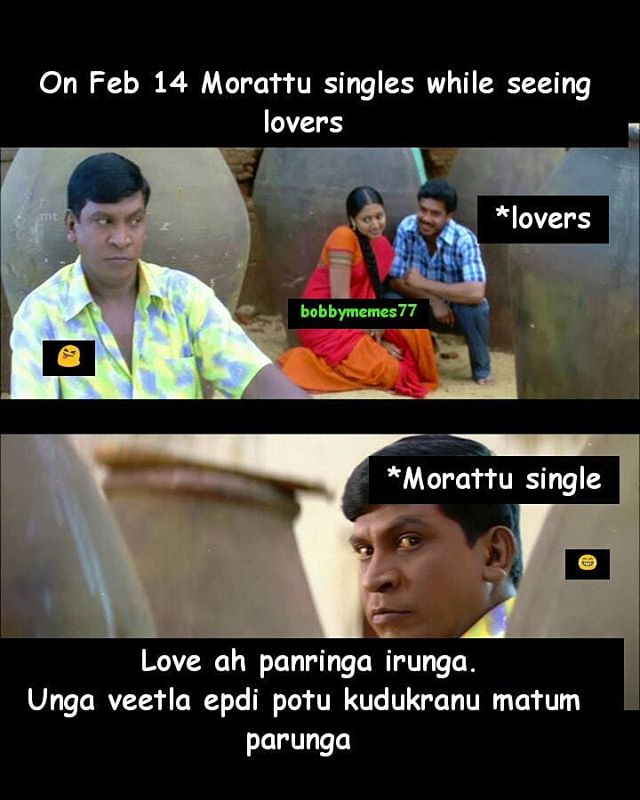 On Feb 14 Morattu singles while seeing
lovers
mt
*lovers
bobbymemes77
*Morattu single
Love ah panringa irunga.
Unga veetla epdi potu kudukranu matum
parunga